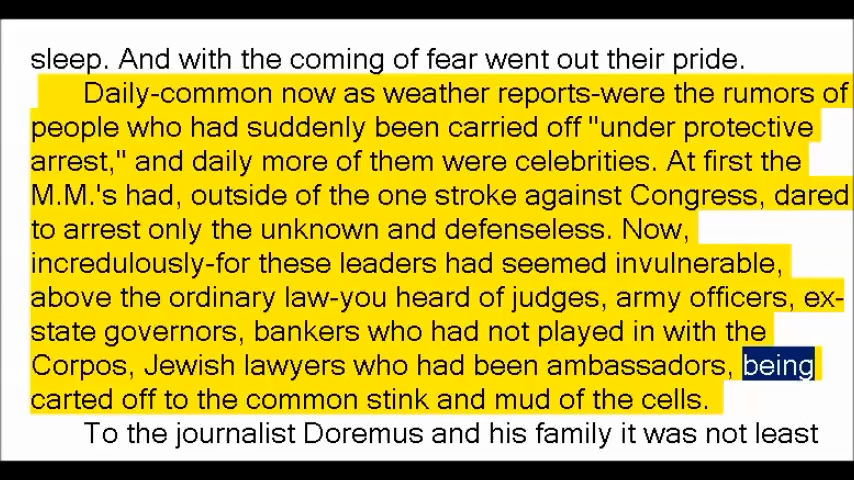 sleep. And with the coming of fear went out their pride.
Daily-common now as weather reports-were the rumors of
people who had suddenly been carried off "under protective
arrest," and daily more of them were celebrities. At first the
M.M.'s had, outside of the one stroke against Congress, dared
to arrest only the unknown and defenseless. Now,
incredulously-for these leaders had seemed invulnerable,
above the ordinary law-you heard of judges, army officers, ex-
state governors, bankers who had not played in with the
Corpos, Jewish lawyers who had been ambassadors, being
carted off to the common stink and mud of the cells.
To the journalist Doremus and his family it was not least